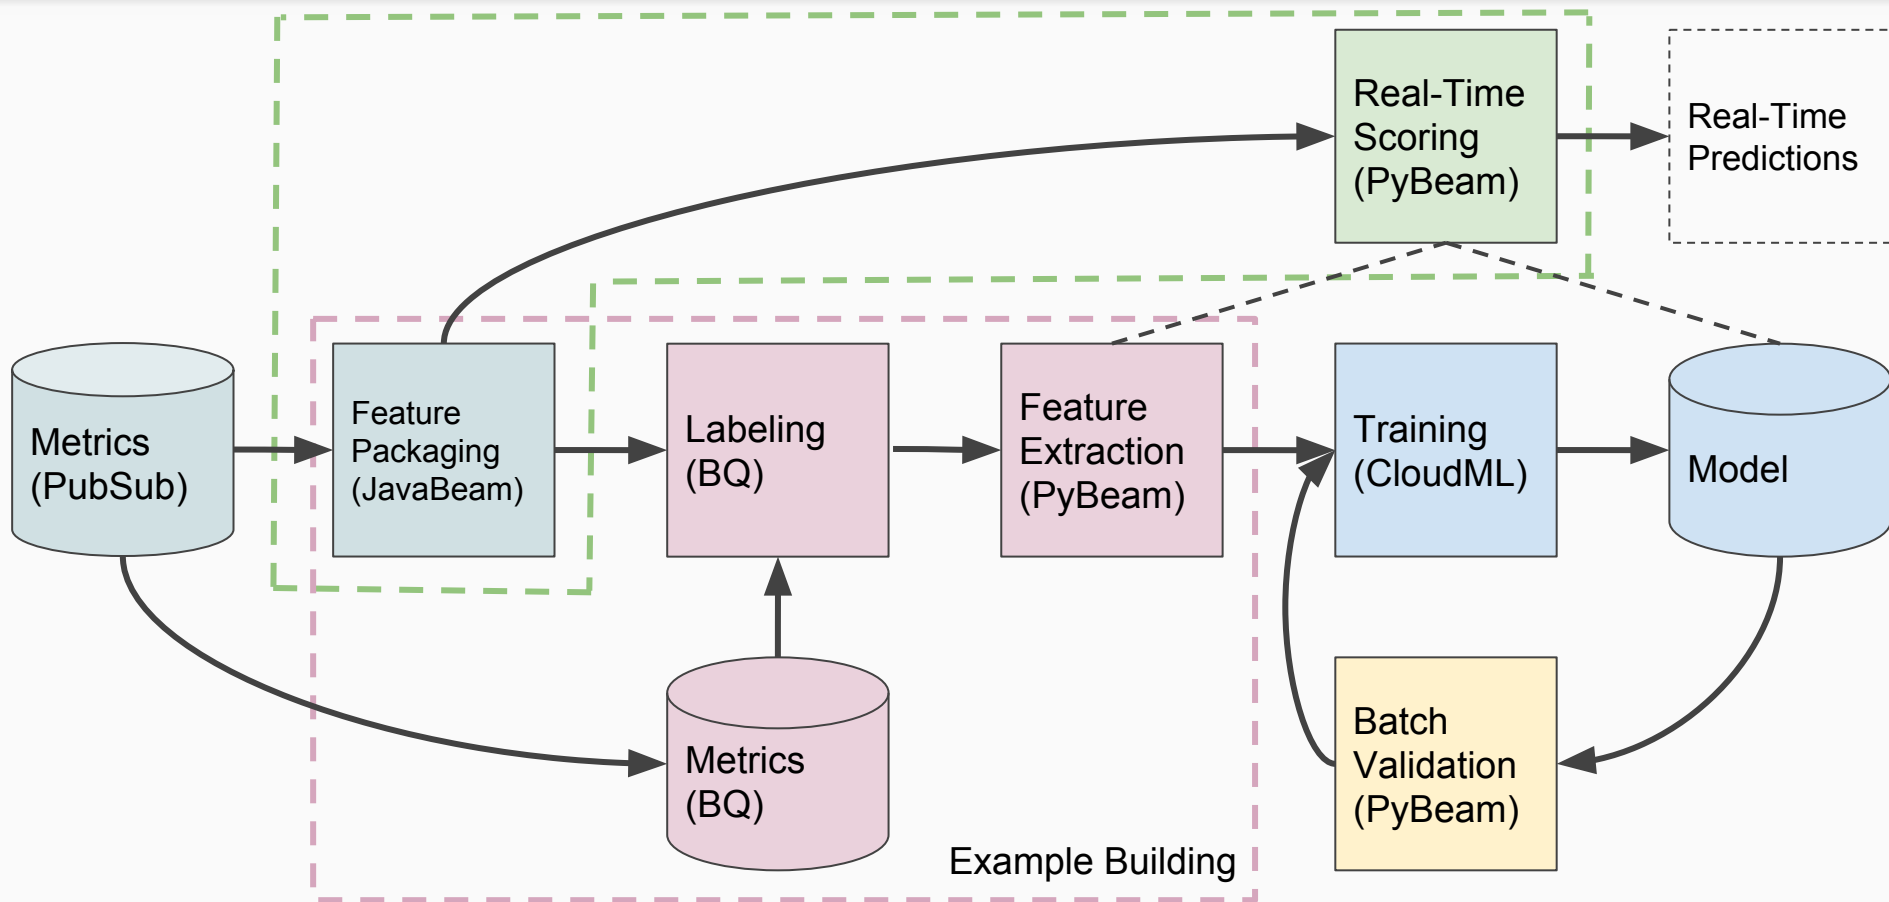 Real-Time
Scoring
(PyBeam)
Real-Time
Predictions
Metrics
(PubSub)
Feature
Packaging
(JavaBeam)
Labeling
(BQ)
Feature
Extraction
(PyBeam)
Training
(CloudML)
Model
Metrics
(BQ)
Batch
Validation
(PyBeam)
Example Building